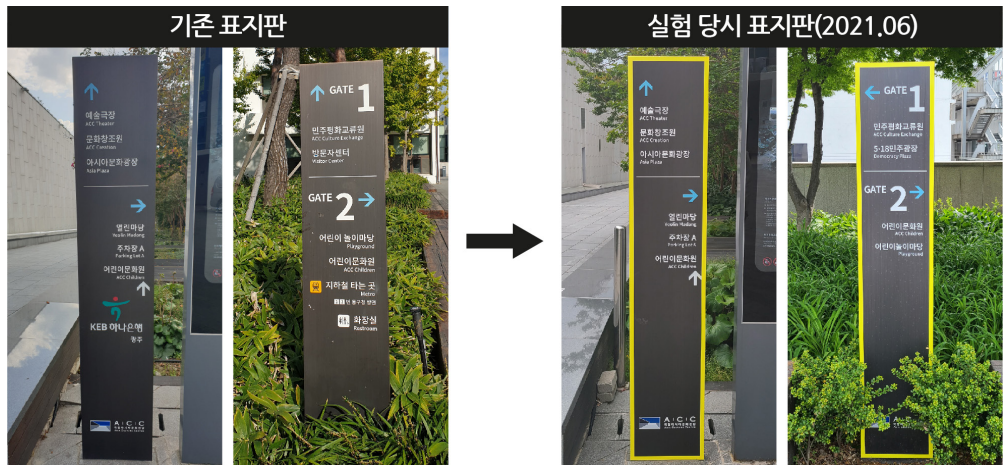 기존 표지판
예술극장
ACC Theater
문화창조원
ACC Creation
아시아문화광장
Asia Plaza
열린마당
Yeollin Madang
주차장 A
Parking Lot A
어린이문화원
ACC Children
KEB 하나은행
광주
ACC
GATE 1
민주평화교류원
ACC Culture Exchange
방문자센터
Visitor Center
GATE 2
어린이 놀이마당
Playground
어린이문화원
ACC Children
지하철 타는 곳
Metro
화장실
Restroom
실험 당시 표지판(2021.06)
예술극장
ACC Theater
문화창조원
ACC Creation
아시아문화광장
Asia Plaza
열린마당
Yeollin Madang
주차장 A
Parking Lot A
어린이문화원
ACC Children
ACC
GATE 1
민주평화교류원
ACC Culture Exchange
5·18민주광장
Democracy Plaza
GATE 2
어린이문화원
ACC Children
어린이놀이마당
Playground